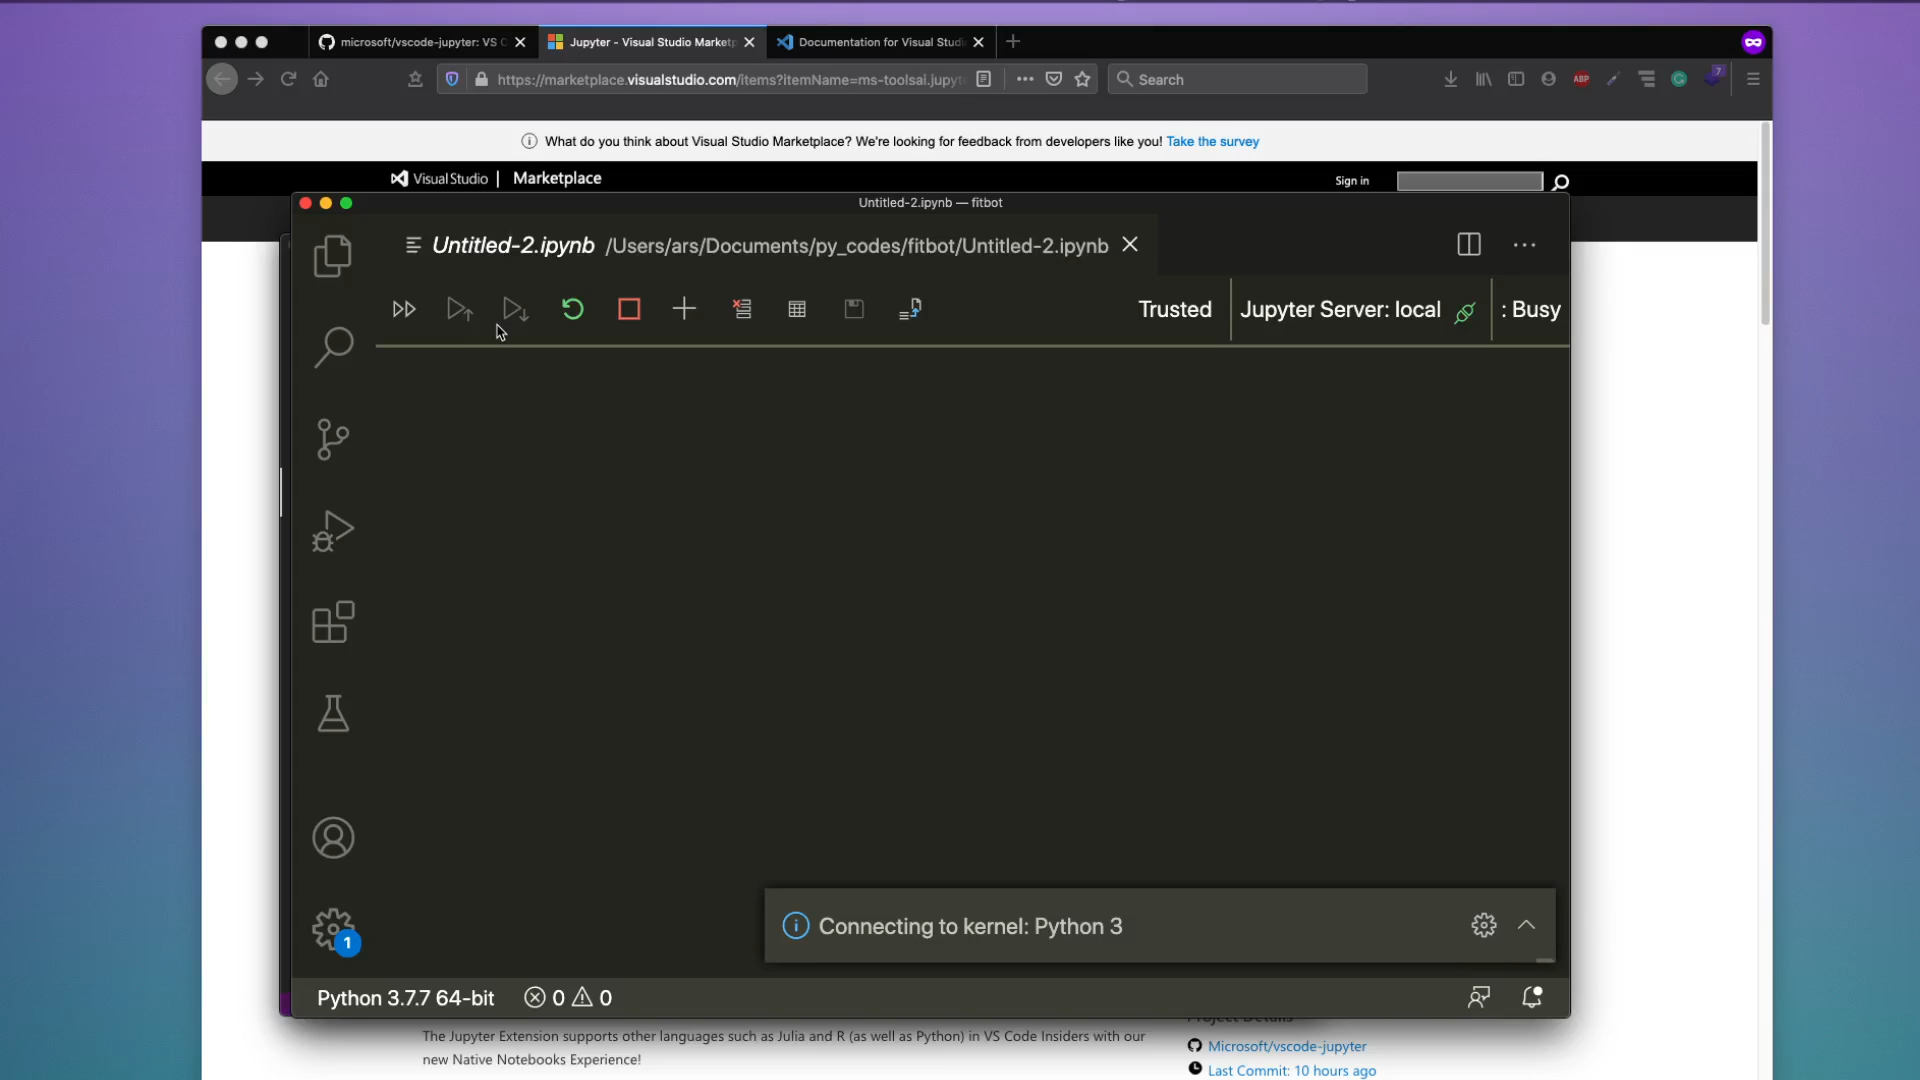 microsoft/vscode-jupyter: VS C
Jupyter - Visual Studio Marketp
Documentation for Visual Studi
https://marketplace.visualstudio.com/items?itemName=ms-toolsai.jupyt
Search
ABP
7
What do you think about Visual Studio Marketplace? We're looking for feedback from developers like you! Take the survey
Visual Studio | Marketplace
Sign in
Untitled-2.ipynb — fitbot
Untitled-2.ipynb /Users/ars/Documents/py_codes/fitbot/Untitled-2.ipynb
Trusted
Jupyter Server: local
: Busy
Connecting to kernel: Python 3
1
Python 3.7.7 64-bit
0
0
Project Details
The Jupyter Extension supports other languages such as Julia and R (as well as Python) in VS Code Insiders with our
new Native Notebooks Experience!
Microsoft/vscode-jupyter
Last Commit: 10 hours ago